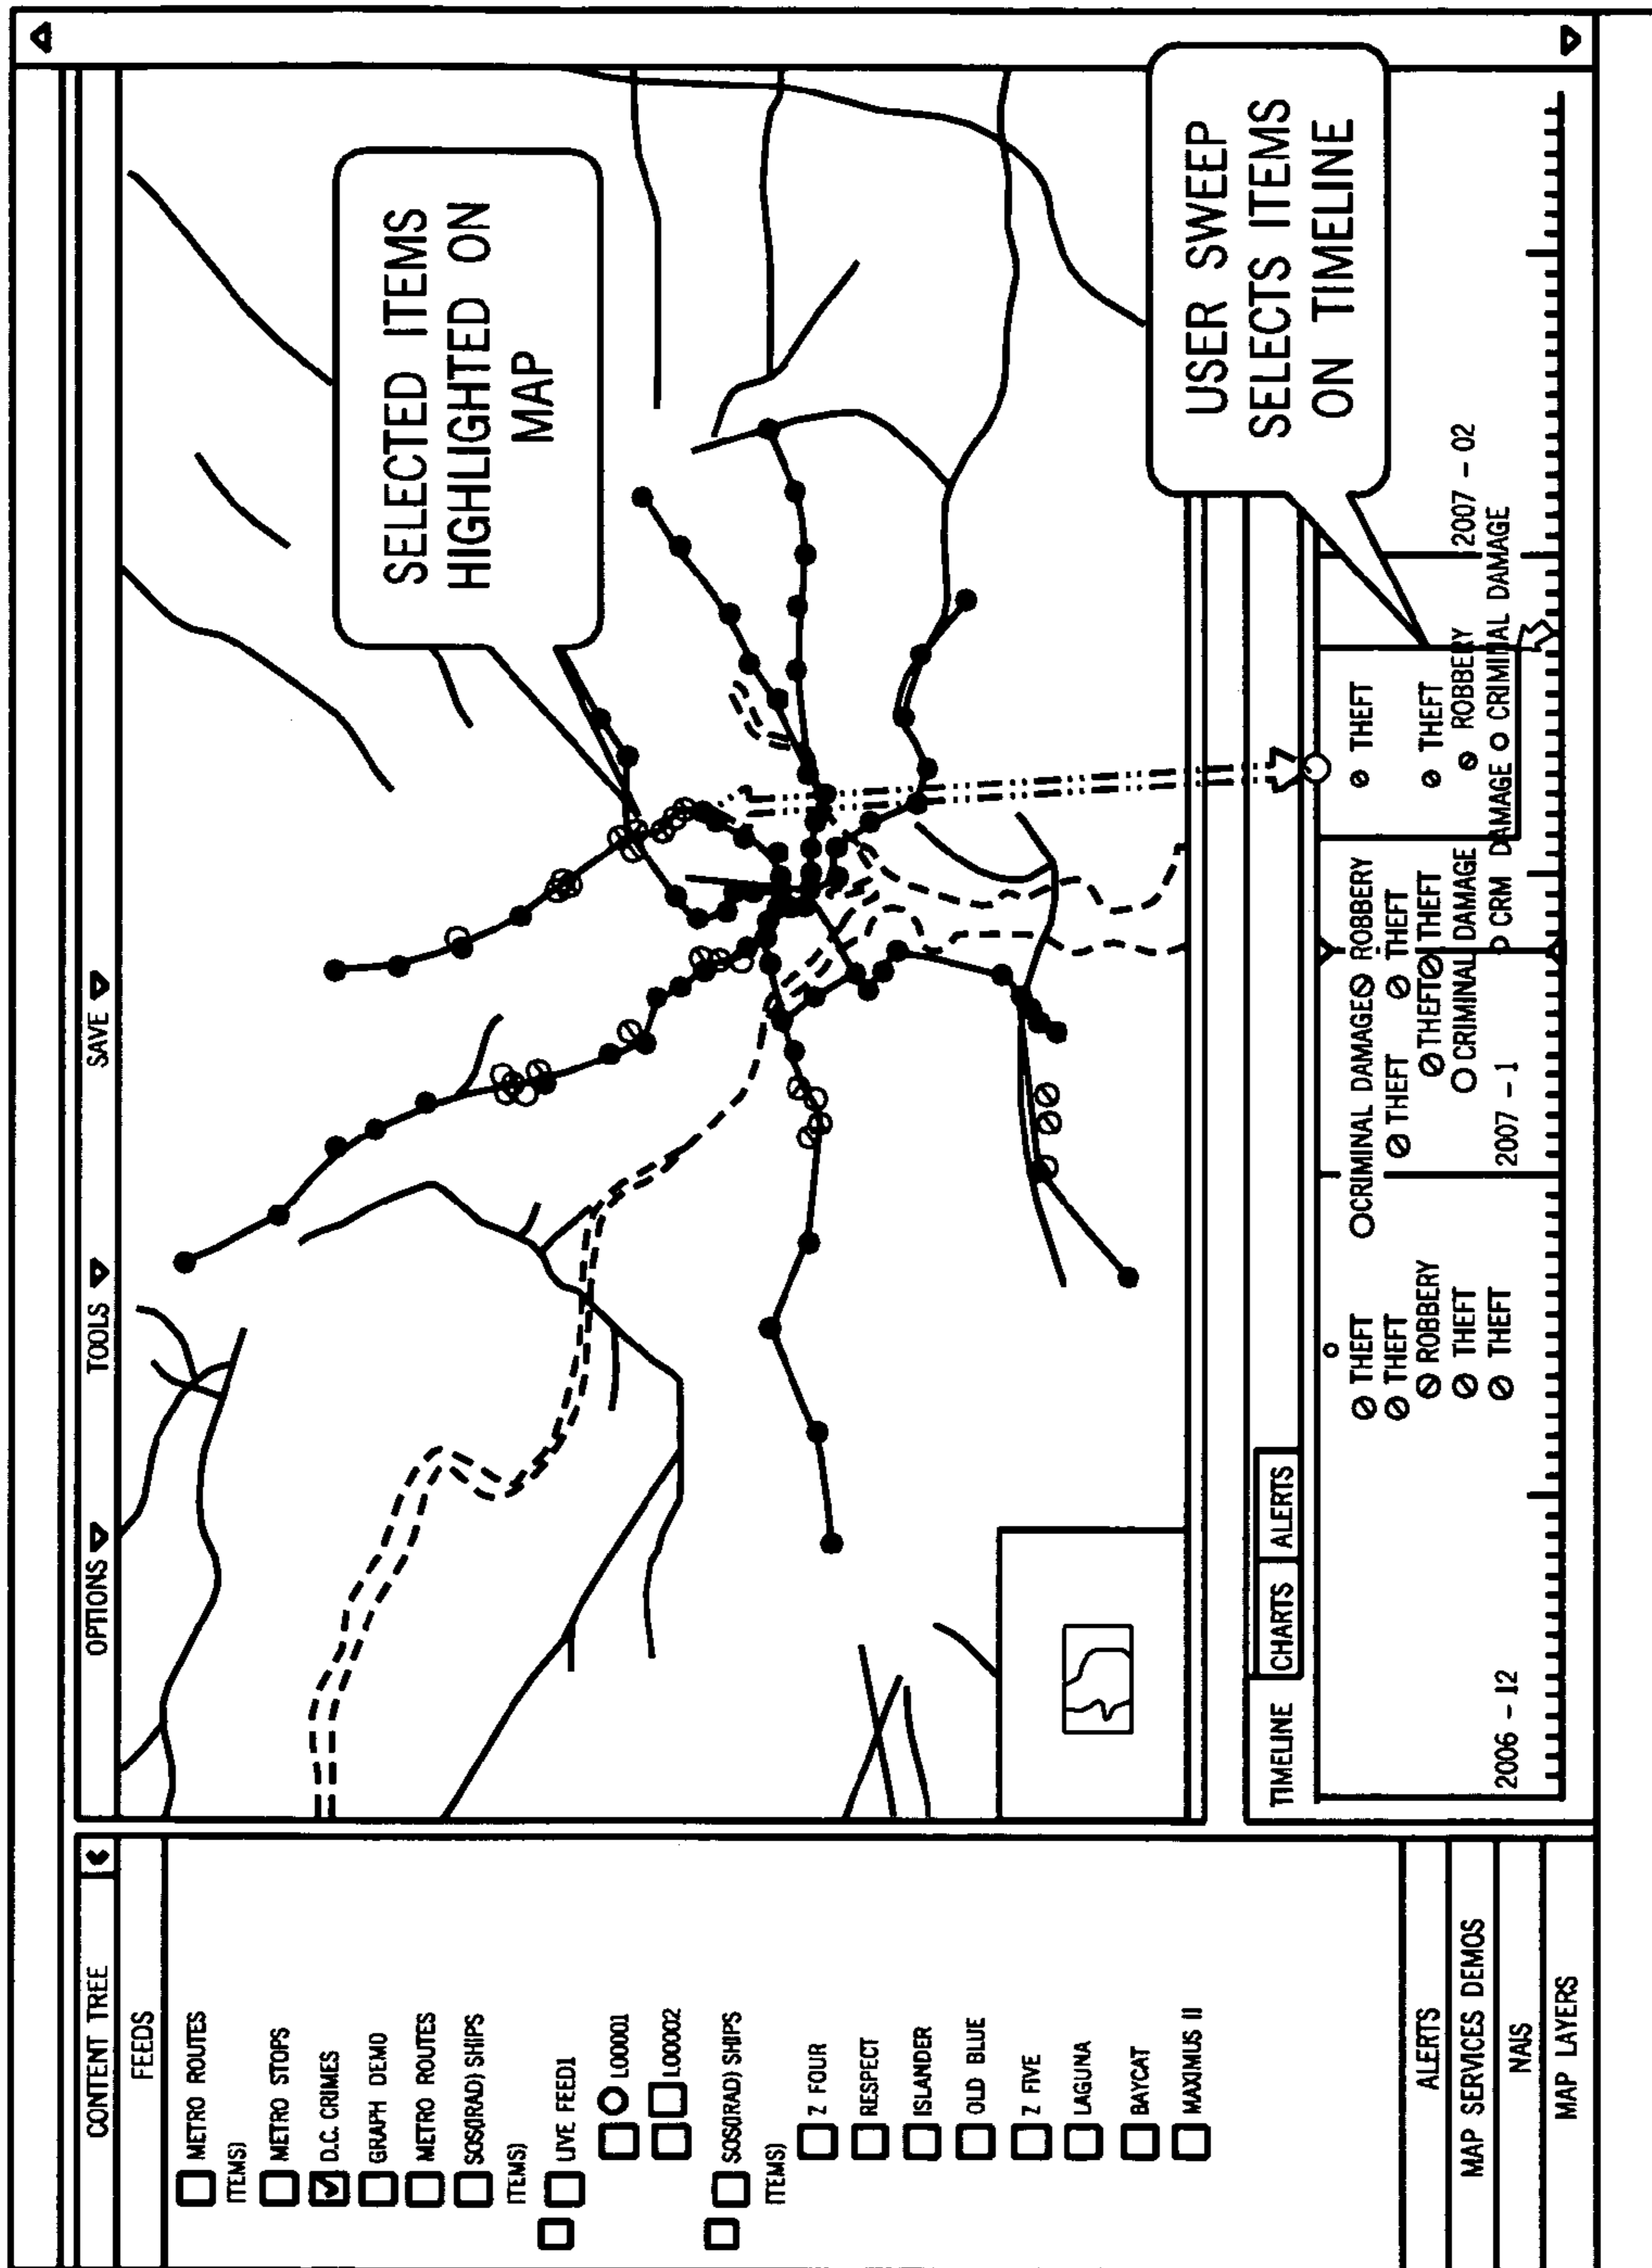 CONTENT TREE
FEEDS
METRO ROUTES
ITEMS)
METRO STOPS
D.C. CRIMES
GRAPH DEMO
METRO ROUTES
SOS(RAD) SHIPS
ITEMS)
LIVE FEED1
L00001
L00002
SOS(RAD) SHIPS
ITEMS)
Z FOUR
RESPECT
ISLANDER
OLD BLUE
Z FIVE
LAGUNA
BAYCAT
MAXIMUS II
ALERTS
MAP SERVICES DEMOS
NAIS
MAP LAYERS
OPTIONS
TOOLS
SAVE
SELECTED ITEMS
HIGHLIGHTED ON
MAP
USER SWEEP
SELECTS ITEMS
ON TIMELINE
TIMELINE
CHARTS
ALERTS
THEFT
THEFT
ROBBERY
THEFT
THEFT
CRIMINAL DAMAGE
ROBBERY
THEFT
THEFT
THEFT
THEFT
CRIMINAL DAMAGE
CRM DAMAGE
CRIMINAL DAMAGE
THEFT
THEFT
ROBBERY
2006 - 12
2007 - 1
2007 - 02